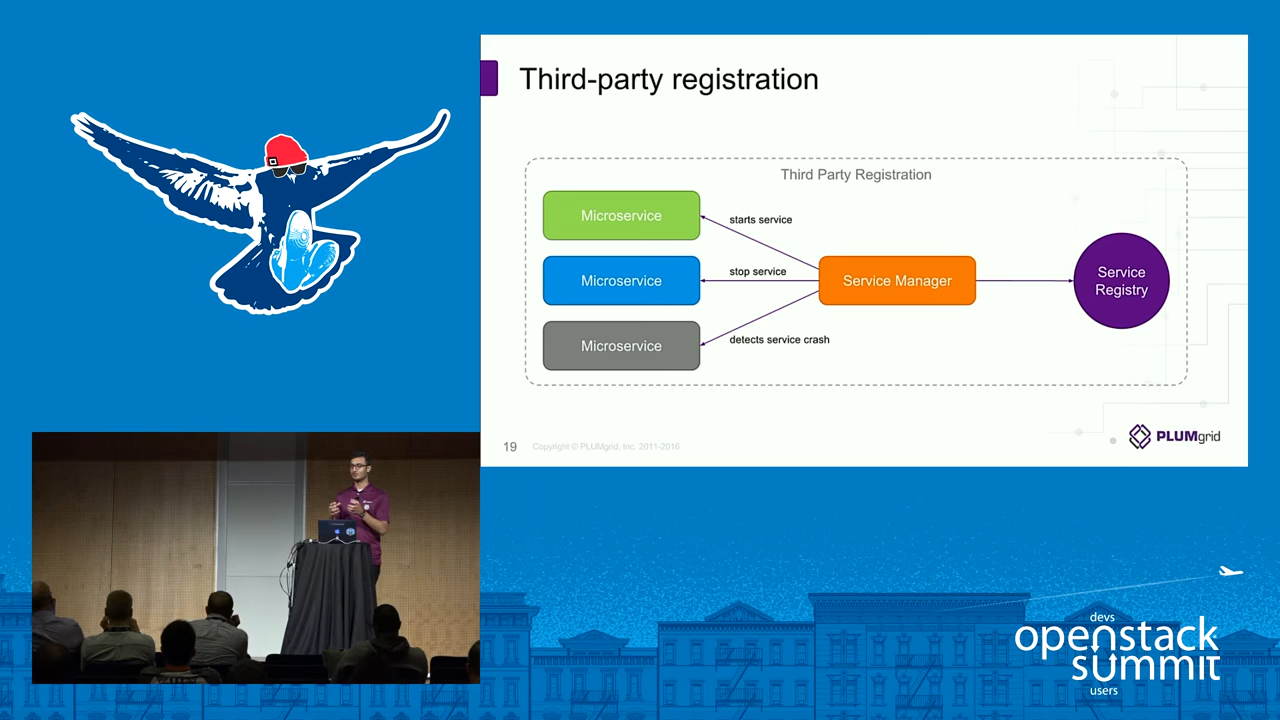 Third-party registration
Third Party Registration
Microservice
starts service
Microservice
stop service
Service Manager
Service
Registry
Microservice
detects service crash
19
Copyright © PLUMgrid, Inc. 2011-2016
PLUMgrid
devs
openstack
summit
users